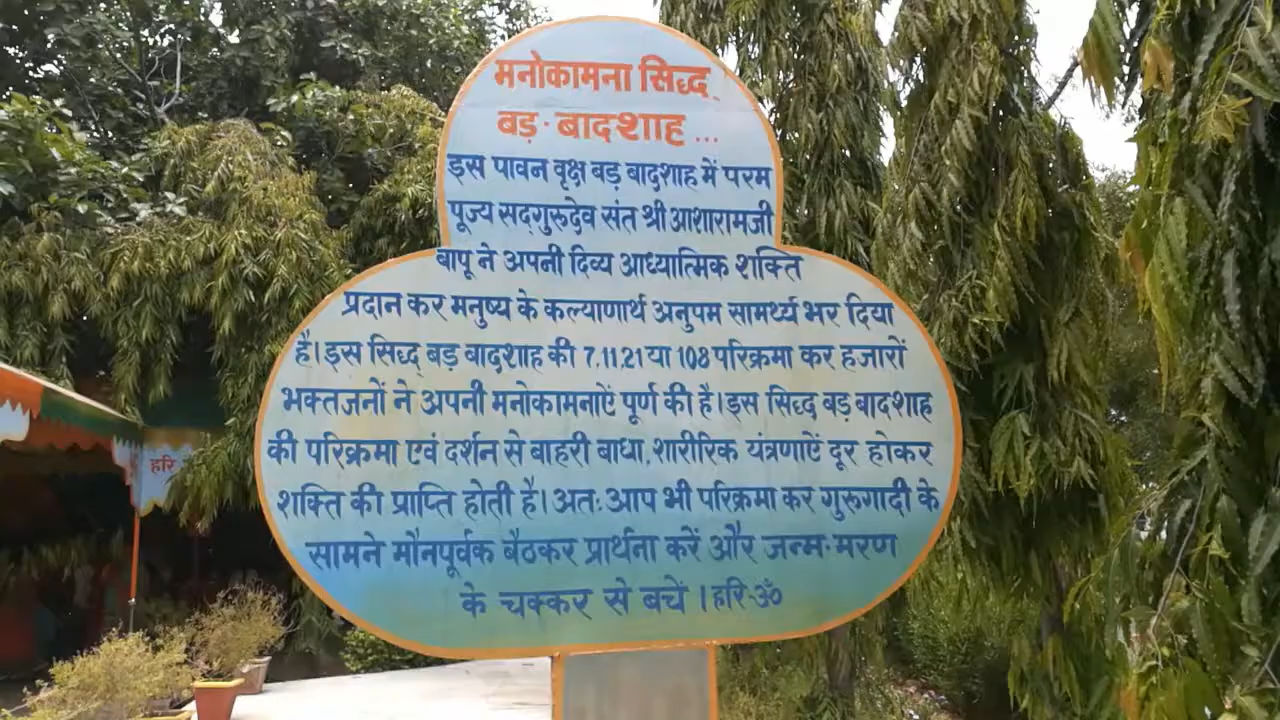 मनोकामना सिद्ध
बड़ - बादशाह ...
इस पावन वृक्ष बड़ बादशाह में परम
पूज्य सद्गुरुदेव संत श्री आशारामजी
बापू ने अपनी दिव्य आध्यात्मिक शक्ति
प्रदान कर मनुष्य के कल्याणार्थ अनुपम सामर्थ्य भर दिया
है। इस सिद्ध बड़ बादशाह की 7,11,21 या 108 परिक्रमा कर हजारों
भक्तजनों ने अपनी मनोकामनाऐं पूर्ण की है। इस सिद्ध बड़ बादशाह
की परिक्रमा एवं दर्शन से बाहरी बाधा, शारीरिक यंत्रणाऐं दूर होकर
शक्ति की प्राप्ति होती है। अतः आप भी परिक्रमा कर गुरूगादी के
सामने मौनपूर्वक बैठकर प्रार्थना करें और जन्म-मरण
के चक्कर से बचें । हरि-ॐ
हरि